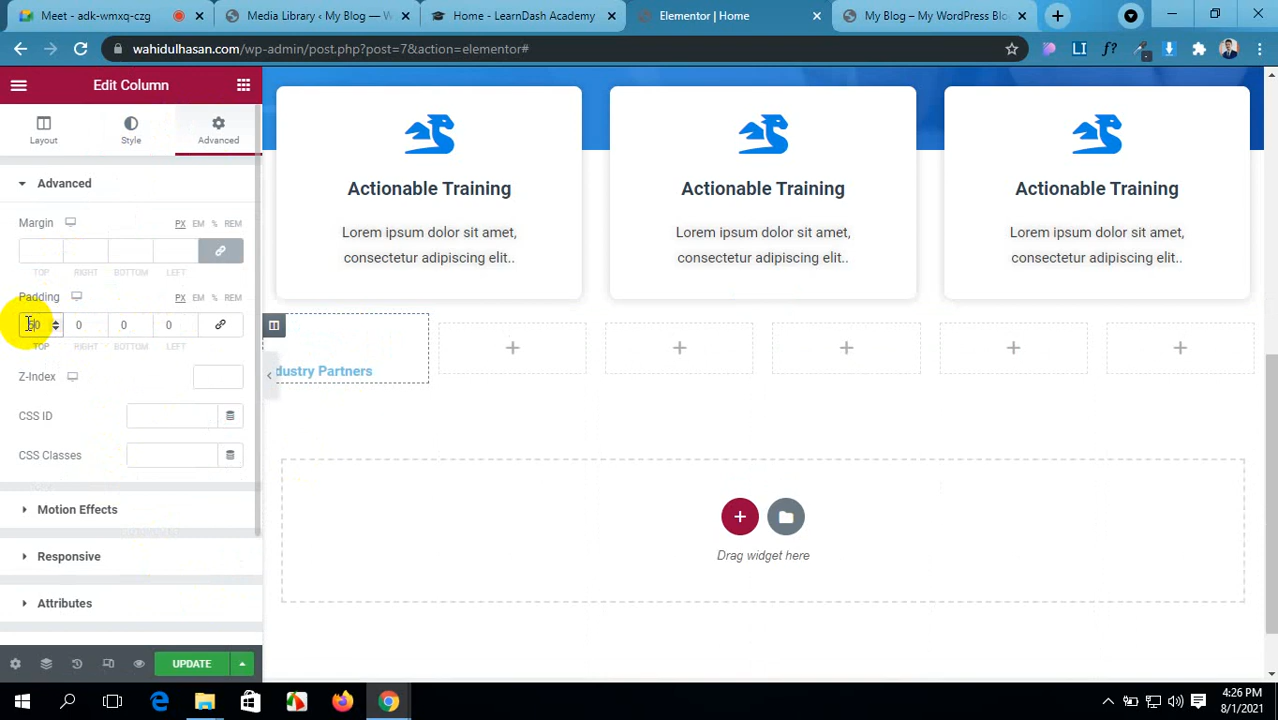 Meet - adk-wmxq-czg
Media Library ‹ My Blog — W
Home - LearnDash Academy
Elementor | Home
My Blog – My WordPress Blo
wahidulhasan.com/wp-admin/post.php?post=7&action=elementor#
Edit Column
Layout
Style
Advanced
Advanced
Margin
PX EM % REM
TOP RIGHT BOTTOM LEFT
Padding
PX EM % REM
0 0 0
TOP RIGHT BOTTOM LEFT
Z-Index
CSS ID
CSS Classes
Motion Effects
Responsive
Attributes
UPDATE
Actionable Training
Lorem ipsum dolor sit amet,
consectetur adipiscing elit..
Actionable Training
Lorem ipsum dolor sit amet,
consectetur adipiscing elit..
Actionable Training
Lorem ipsum dolor sit amet,
consectetur adipiscing elit..
dustry Partners
Drag widget here
4:26 PM
8/1/2021